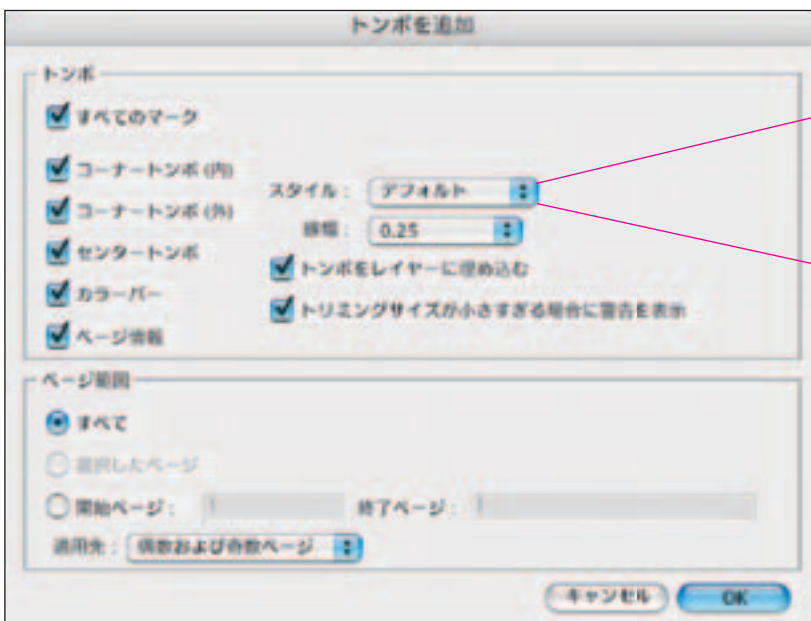 トンボを追加
トンボ
すべてのマーク
コーナートンボ (内)
コーナートンボ (外)
センタートンボ
カラーバー
ページ情報
スタイル : デフォルト
線幅 : 0.25
トンボをレイヤーに埋め込む
トリミングサイズが小さすぎる場合に警告を表示
ページ範囲
すべて
選択したページ
開始ページ : 1 終了ページ : 1
適用先 : 偶数および奇数ページ
キャンセル OK